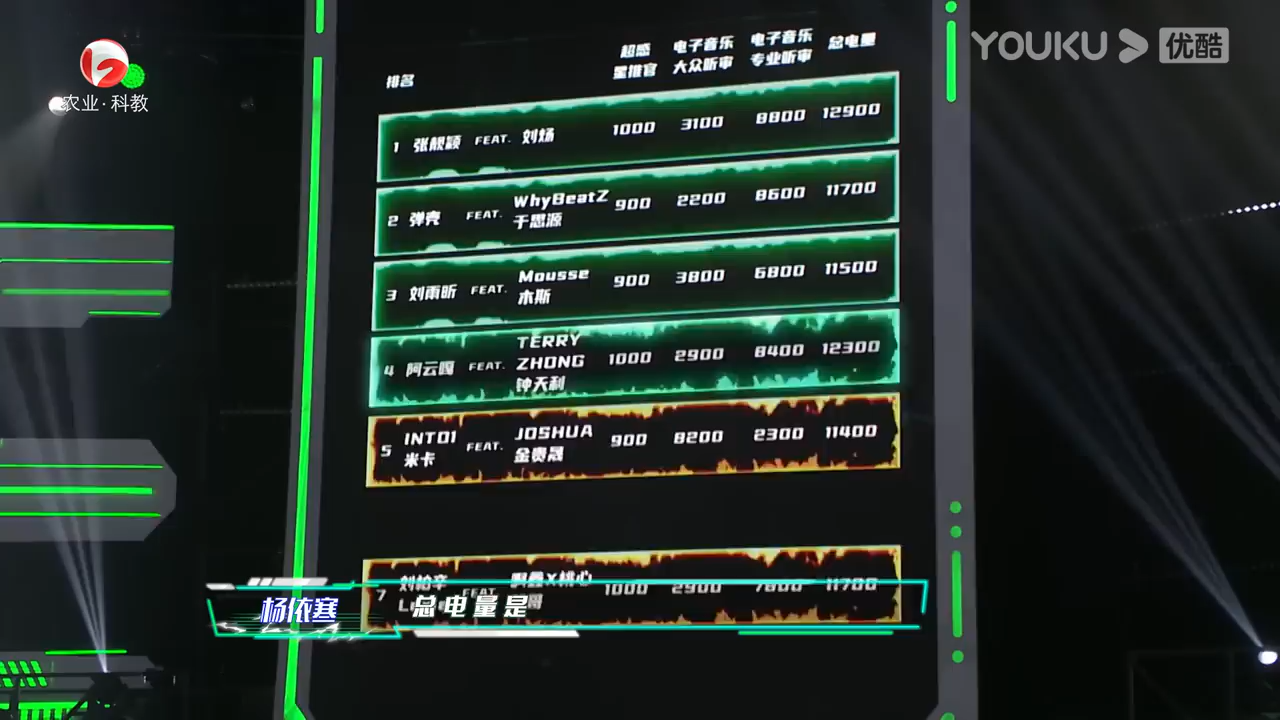 农业·科教
YOUKU 优酷
排名
超感
星推官
电子音乐
大众听审
电子音乐
专业听审
总电量
1 张靓颖 FEAT. 刘炀 1000 3100 8800 12900
2 弹壳 FEAT. WhyBeatZ
于思源 900 2200 8600 11700
3 刘雨昕 FEAT. Mousse
木斯 900 3800 6800 11500
4 阿云嘎 FEAT. TERRY
ZHONG
钟天利 1000 2900 8400 12300
5 INTO1
米卡 FEAT. JOSHUA
金贵晟 900 8200 2300 11400
7 刘柏辛 FEAT 桃心 1000 2900 7800 11700
杨依寒 总电量是